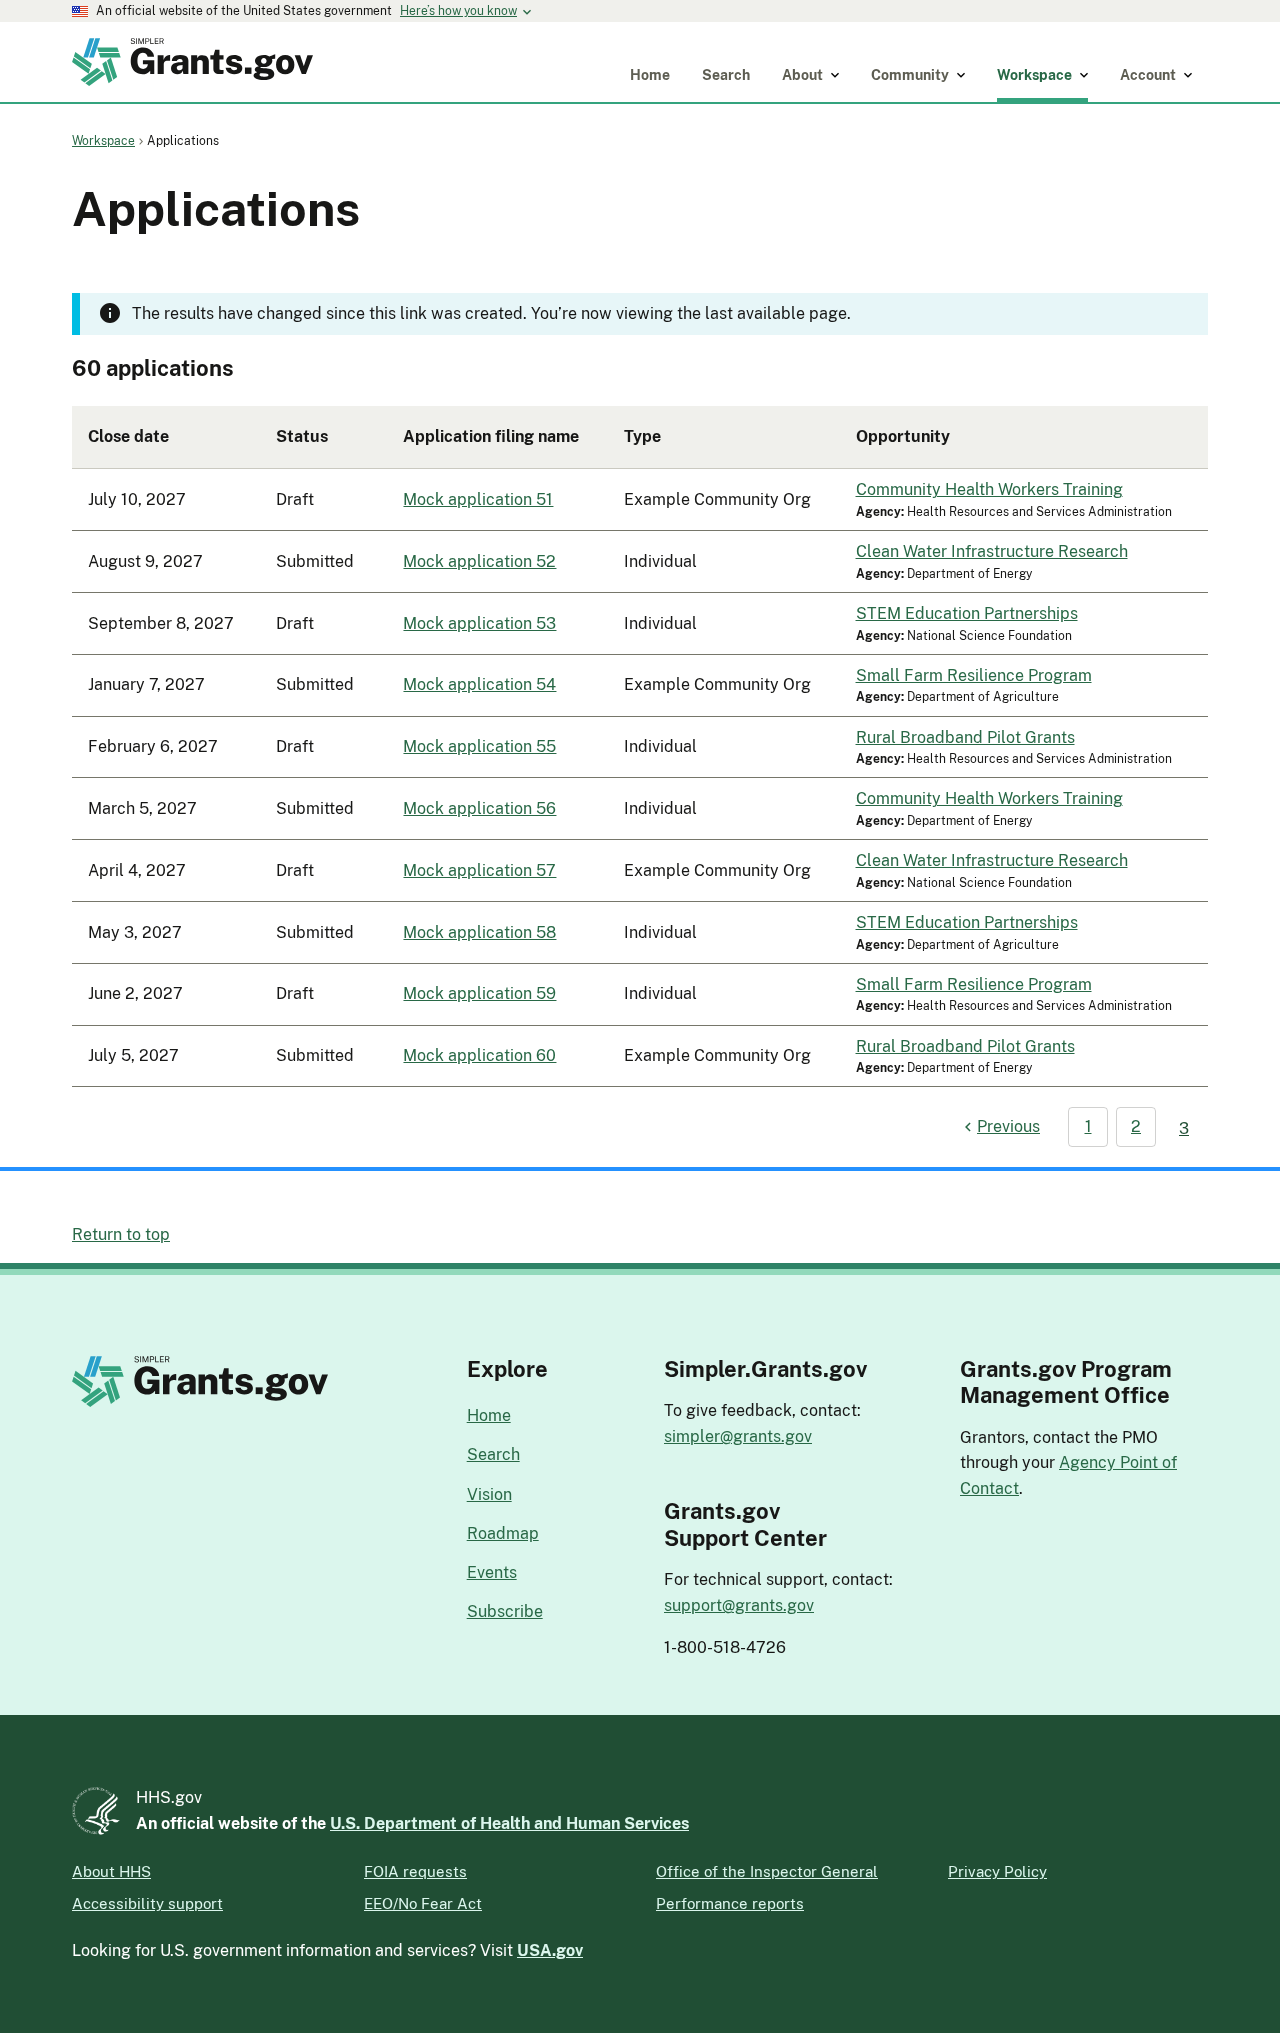 An official website of the United States government Here’s how you know
SIMPLER
Grants.gov
Home Search About Community Workspace Account
Workspace Applications
Applications
The results have changed since this link was created. You’re now viewing the last available page.
60 applications
Close date Status Application filing name Type Opportunity
July 10, 2027 Draft Mock application 51 Example Community Org Community Health Workers Training
Agency: Health Resources and Services Administration
August 9, 2027 Submitted Mock application 52 Individual Clean Water Infrastructure Research
Agency: Department of Energy
September 8, 2027 Draft Mock application 53 Individual STEM Education Partnerships
Agency: National Science Foundation
January 7, 2027 Submitted Mock application 54 Example Community Org Small Farm Resilience Program
Agency: Department of Agriculture
February 6, 2027 Draft Mock application 55 Individual Rural Broadband Pilot Grants
Agency: Health Resources and Services Administration
March 5, 2027 Submitted Mock application 56 Individual Community Health Workers Training
Agency: Department of Energy
April 4, 2027 Draft Mock application 57 Example Community Org Clean Water Infrastructure Research
Agency: National Science Foundation
May 3, 2027 Submitted Mock application 58 Individual STEM Education Partnerships
Agency: Department of Agriculture
June 2, 2027 Draft Mock application 59 Individual Small Farm Resilience Program
Agency: Health Resources and Services Administration
July 5, 2027 Submitted Mock application 60 Example Community Org Rural Broadband Pilot Grants
Agency: Department of Energy
Previous 1 2 3
Return to top
SIMPLER
Grants.gov
Explore
Home
Search
Vision
Roadmap
Events
Subscribe
Simpler.Grants.gov
To give feedback, contact:
simpler@grants.gov
Grants.gov
Support Center
For technical support, contact:
support@grants.gov
1-800-518-4726
Grants.gov Program
Management Office
Grantors, contact the PMO
through your Agency Point of
Contact.
HHS.gov
An official website of the U.S. Department of Health and Human Services
About HHS FOIA requests Office of the Inspector General Privacy Policy
Accessibility support EEO/No Fear Act Performance reports
Looking for U.S. government information and services? Visit USA.gov